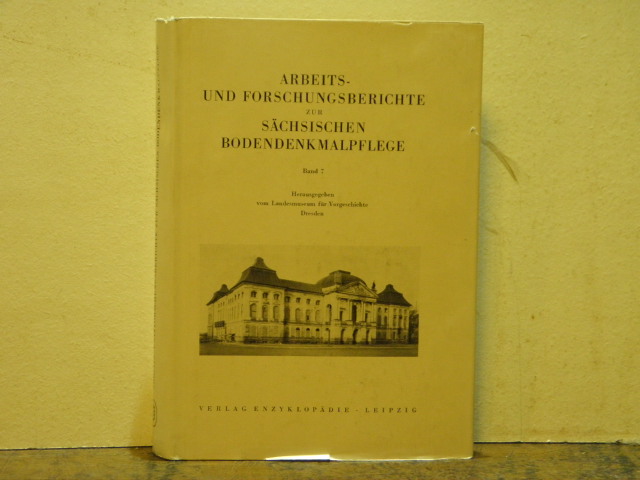 ARBEITS-
UND FORSCHUNGSBERICHTE
ZUR
SÄCHSISCHEN
BODENDENKMALPFLEGE
Band 7
Herausgegeben
vom Landesmuseum für Vorgeschichte
Dresden
VERLAG ENZYKLOPÄDIE · LEIPZIG